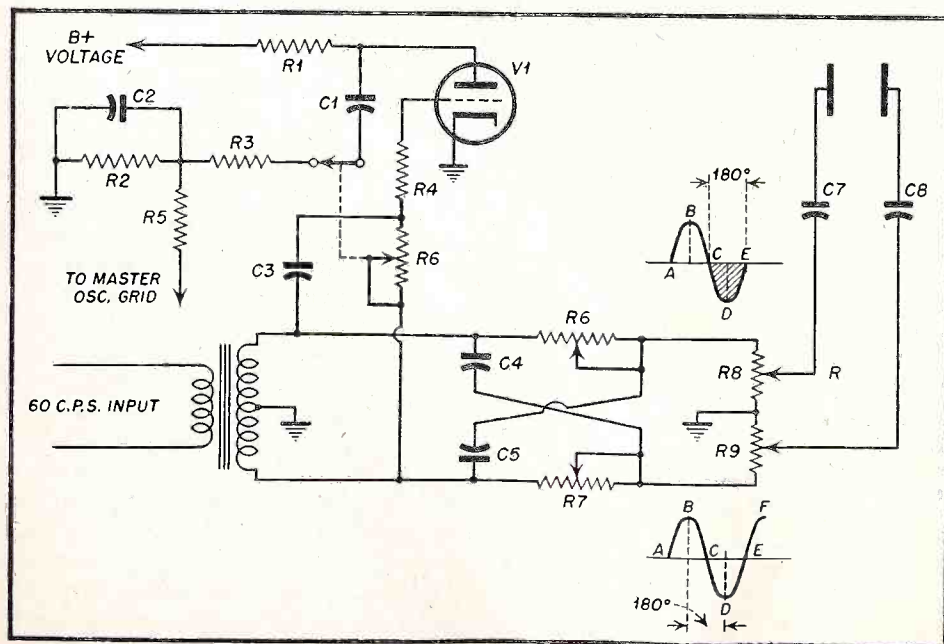 B+
VOLTAGE
R1
V1
C2
C1
R3
R2
R4
R5
C7
C8
180°
B
C
E
A
D
C3
R6
TO MASTER
OSC. GRID
R6
C4
R8
R
60 C.P.S. INPUT
C5
R9
R7
B
F
A
C
E
D
180°